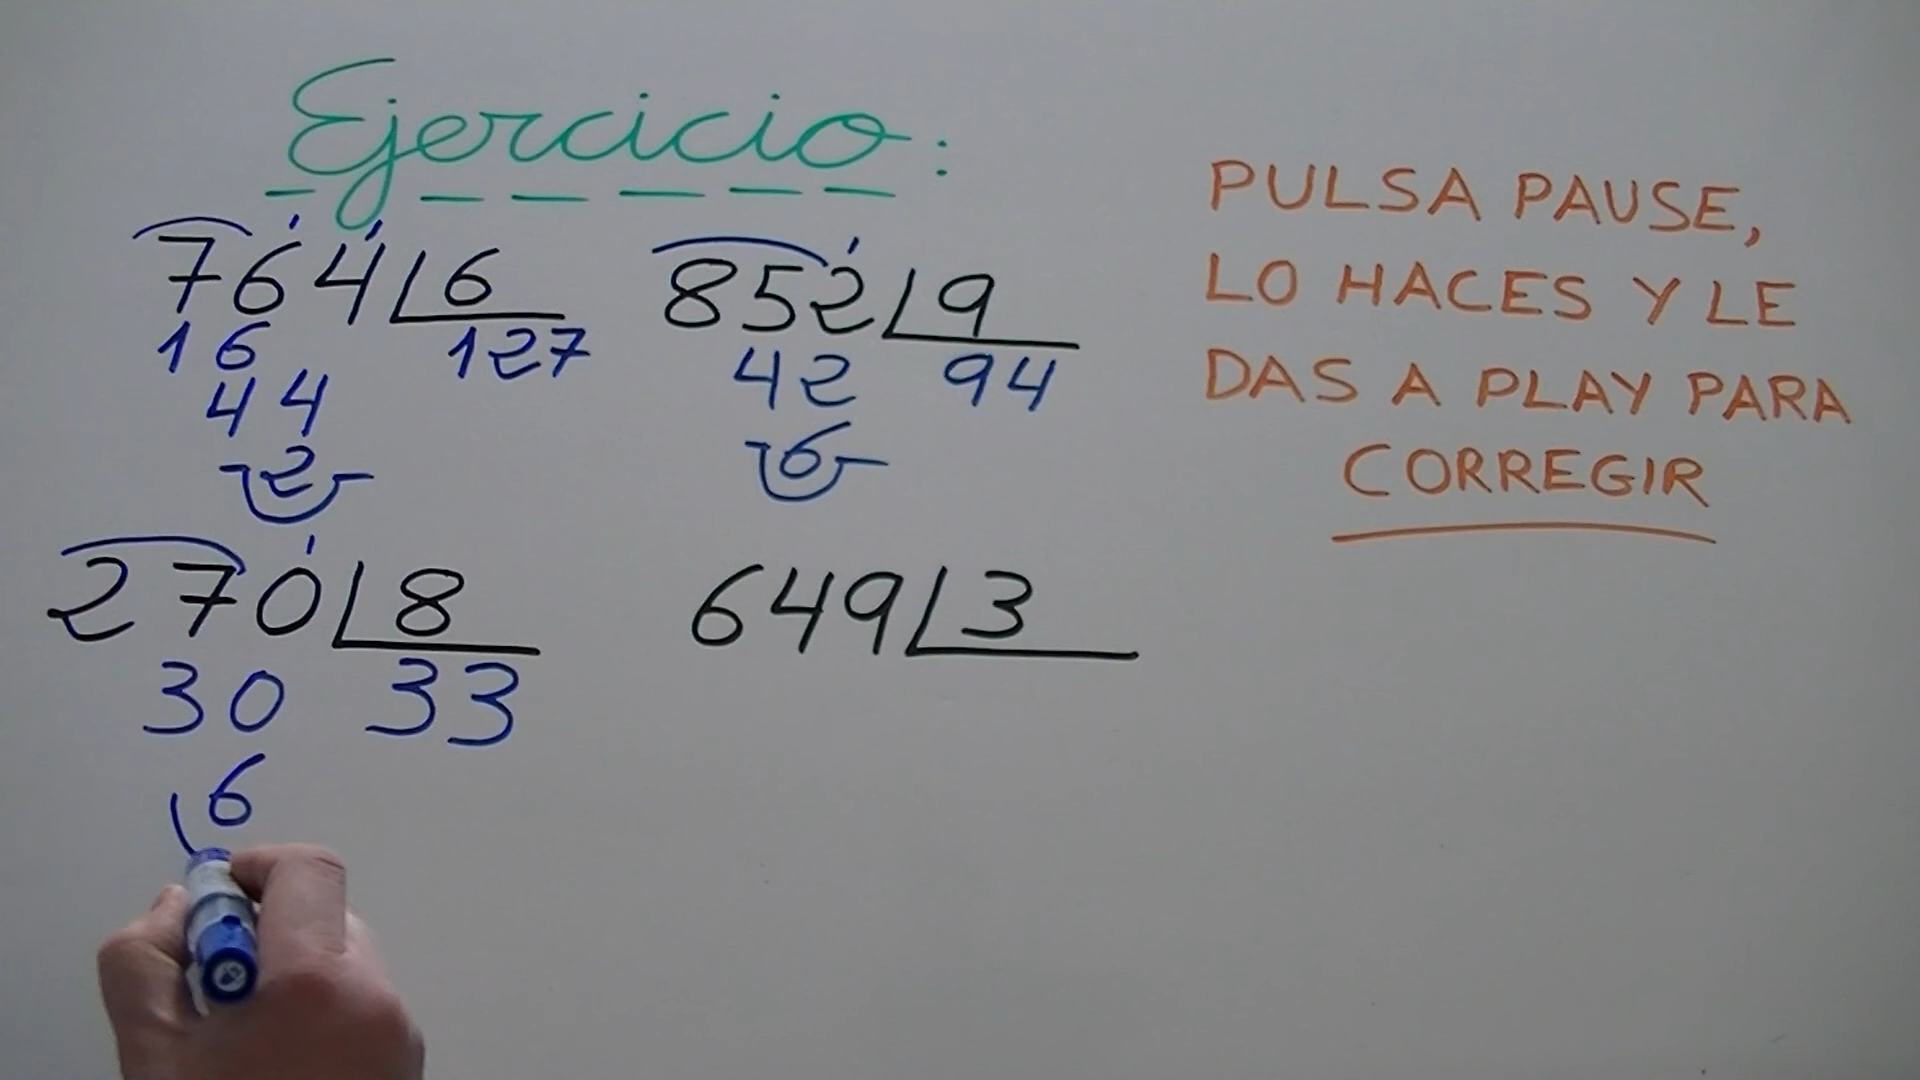 Ejercicio:
764 6
16 127
44
2
852 9
42 94
6
270 8
30 33
6
649 3
PULSA PAUSE,
LO HACES Y LE
DAS A PLAY PARA
CORREGIR